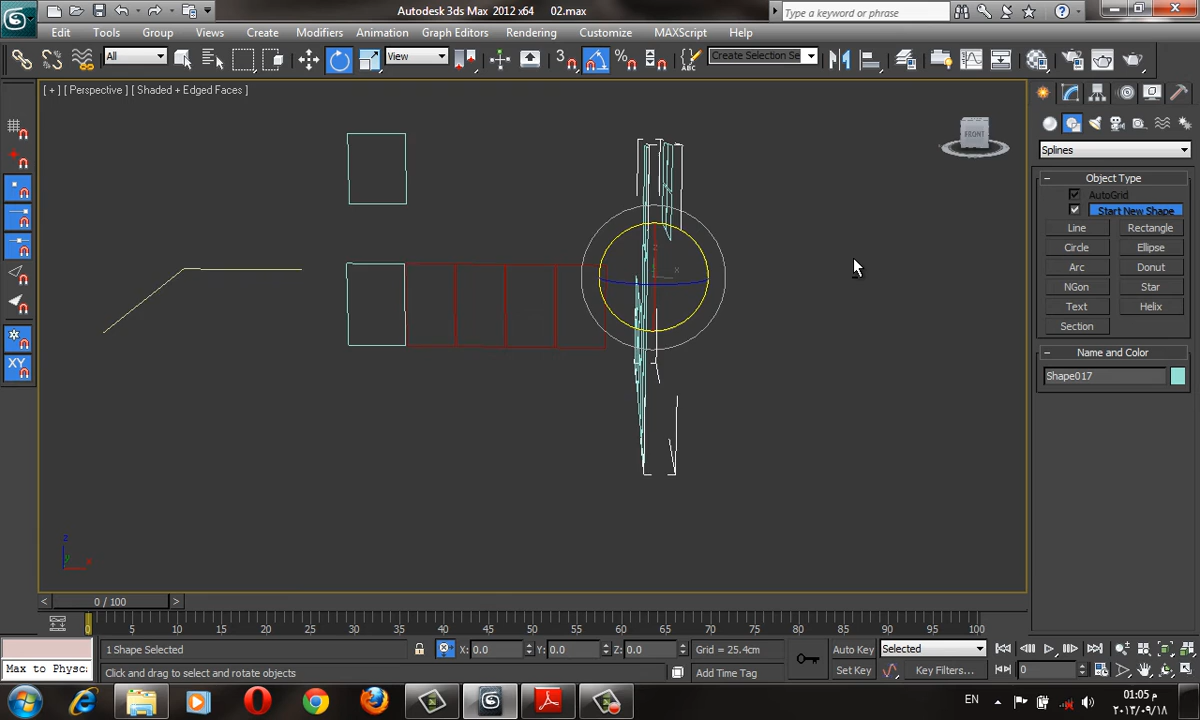 Autodesk 3ds Max 2012 x64 02.max
Type a keyword or phrase
Edit Tools Group Views Create Modifiers Animation Graph Editors Rendering Customize MAXScript Help
All View 3 Create Selection Se
[ + ] [ Perspective ] [ Shaded + Edged Faces ]
FRONT
Splines
Object Type
AutoGrid
Start New Shape
Line Rectangle
Circle Ellipse
Arc Donut
NGon Star
Text Helix
Section
Name and Color
Shape017
XY
z
x
0 / 100
0 5 10 15 20 25 30 35 40 45 50 55 60 65 70 75 80 85 90 95 100
1 Shape Selected X: 0.0 Y: 0.0 Z: 0.0 Grid = 25.4cm Auto Key Selected
Max to Physc Click and drag to select and rotate objects Add Time Tag Set Key Key Filters... 0
EN
01:05 م
٢٠١٣/٠٩/١٨